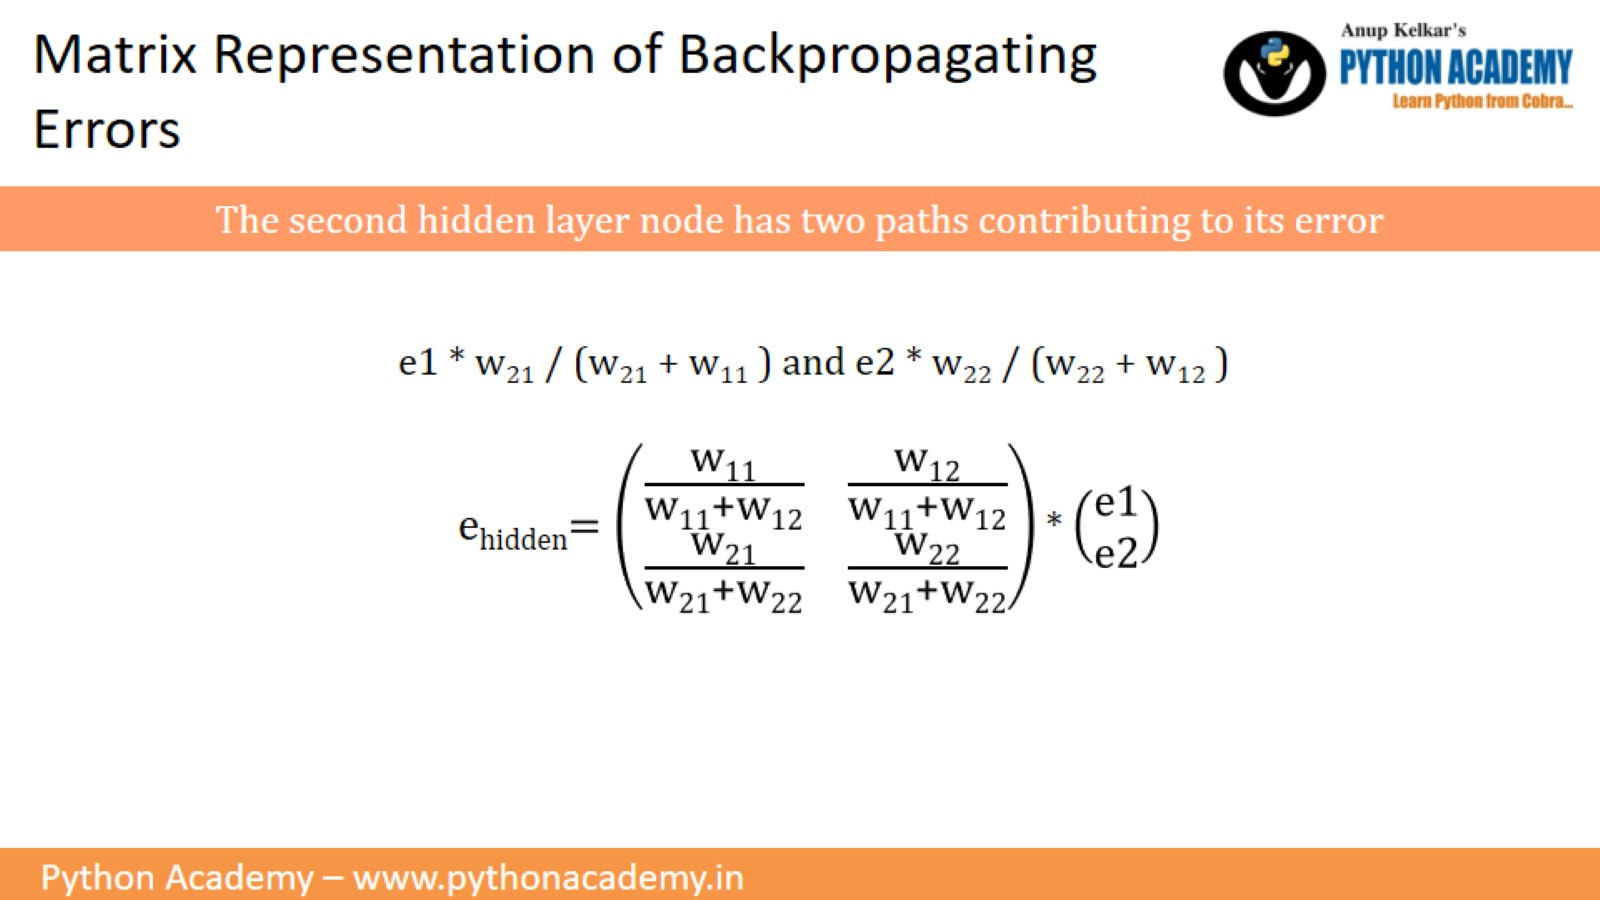 Matrix Representation of Backpropagating
Errors
Anup Kelkar's
PYTHON ACADEMY
Learn Python from Cobra...
The second hidden layer node has two paths contributing to its error
e1 * w₂₁ / (w₂₁ + w₁₁ ) and e2 * w₂₂ / (w₂₂ + w₁₂ )
w₁₁ w₁₂
w₁₁+w₁₂ w₁₁+w₁₂
e_hidden= * (e1 e2)
w₂₁ w₂₂
w₂₁+w₂₂ w₂₁+w₂₂
Python Academy – www.pythonacademy.in